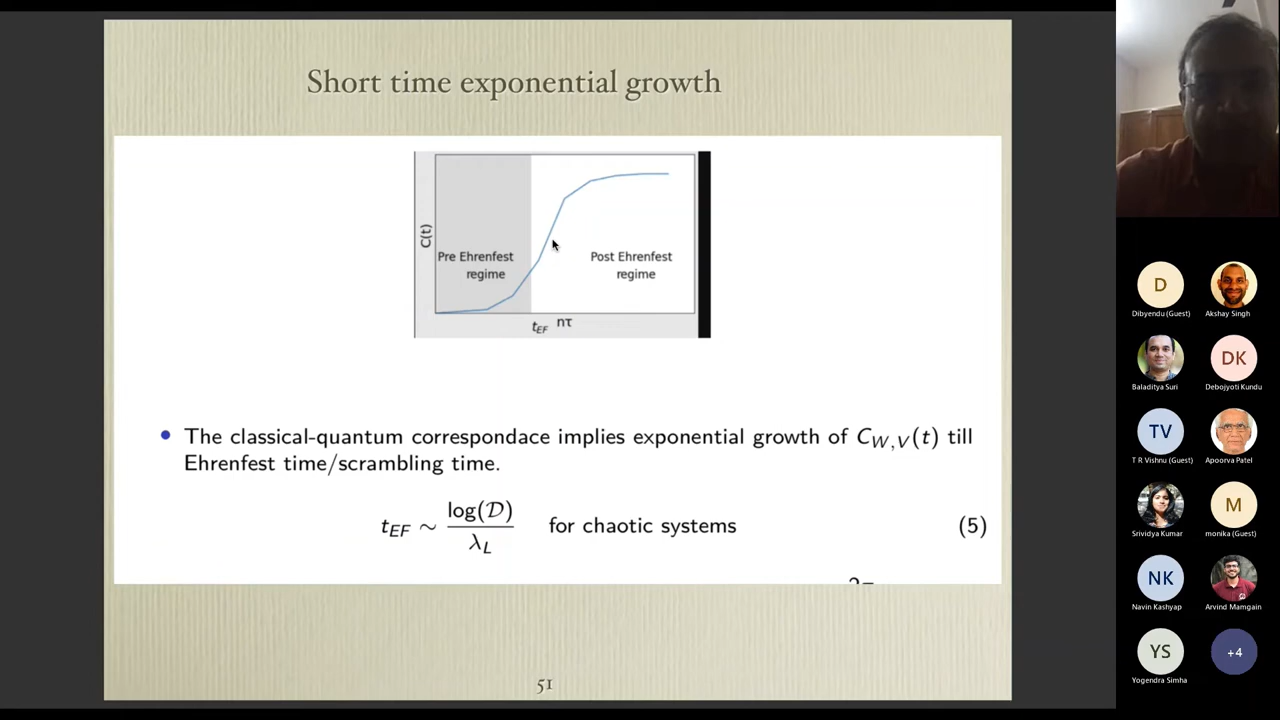 Short time exponential growth
C(t)
Pre Ehrenfest
regime
Post Ehrenfest
regime
t_EF nτ
The classical-quantum correspondace implies exponential growth of C_{W,V}(t) till
Ehrenfest time/scrambling time.
t_EF ∼ log(𝒟) / λ_L for chaotic systems (5)
51
D
Dibyendu (Guest)
Akshay Singh
Baladitya Suri
DK
Debojyoti Kundu
TV
T R Vishnu (Guest)
Apoorva Patel
Srividya Kumar
M
monika (Guest)
NK
Navin Kashyap
Arvind Mamgain
YS
Yogendra Simha
+4